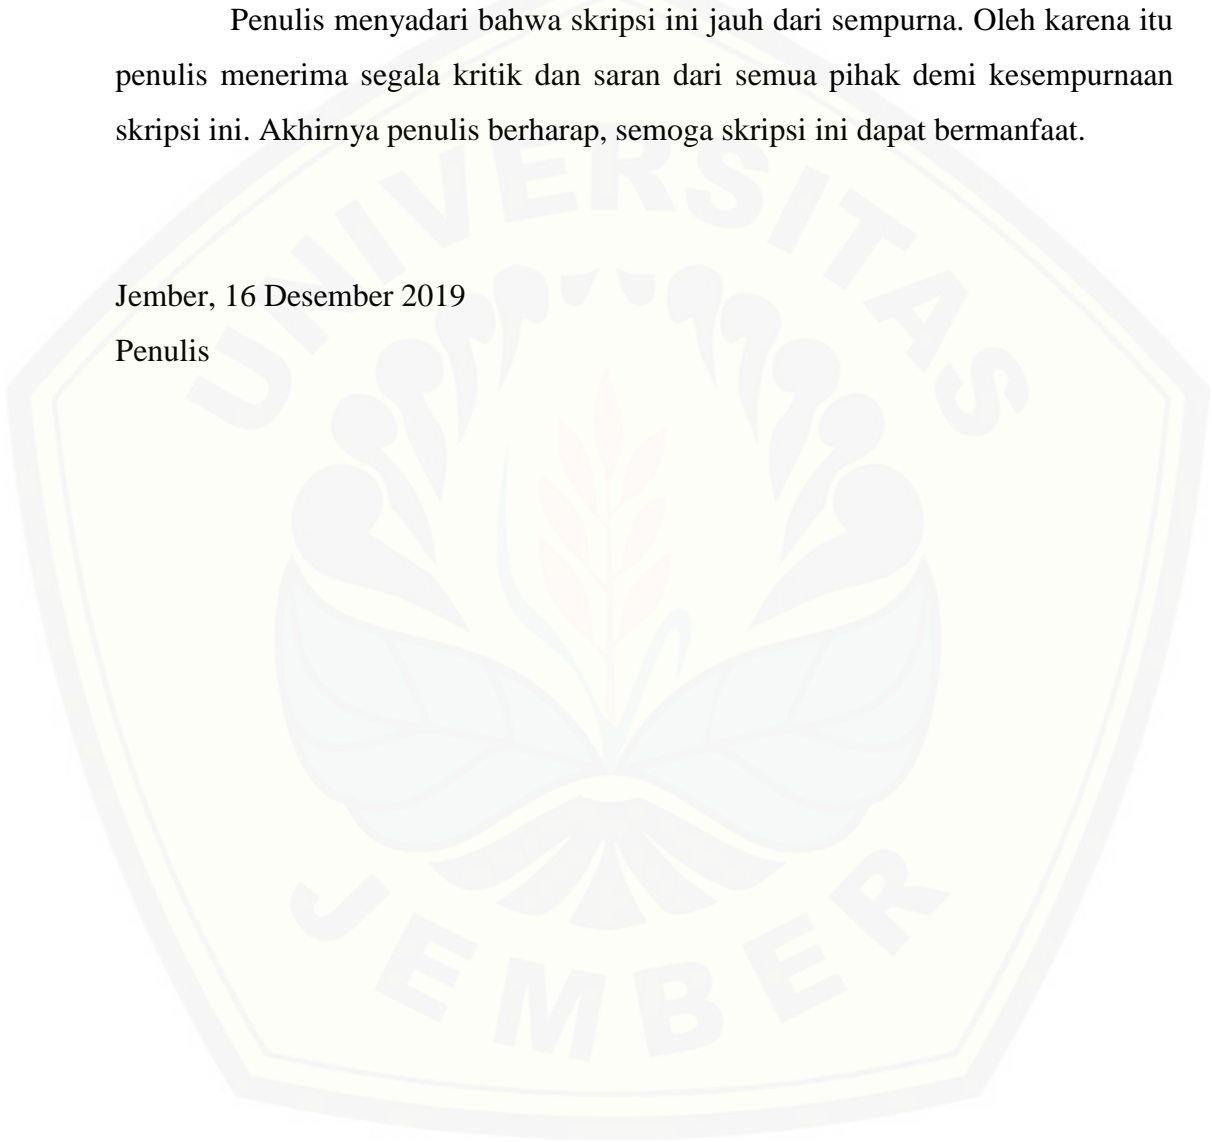 Penulis menyadari bahwa skripsi ini jauh dari sempurna. Oleh karena itu
penulis menerima segala kritik dan saran dari semua pihak demi kesempurnaan
skripsi ini. Akhirnya penulis berharap, semoga skripsi ini dapat bermanfaat.
Jember, 16 Desember 2019
Penulis
UNIVERSITAS
JEMBER